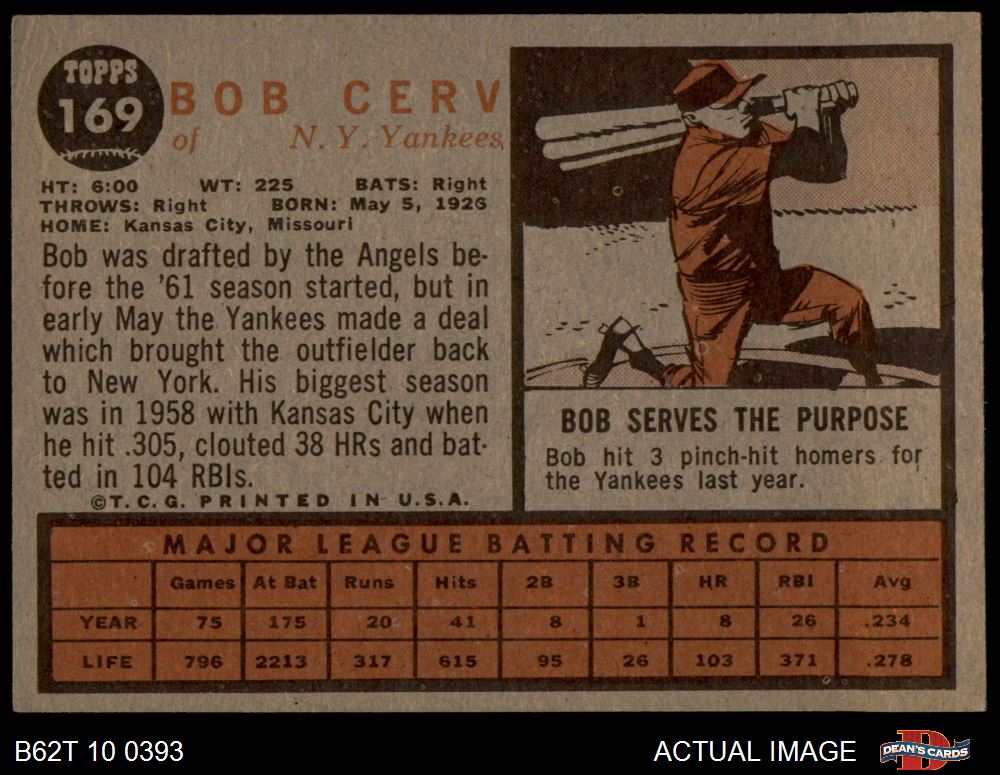 TOPPS
169
BOB CERV
of N. Y. Yankees
HT: 6:00 WT: 225 BATS: Right
THROWS: Right BORN: May 5, 1926
HOME: Kansas City, Missouri
Bob was drafted by the Angels be-
fore the '61 season started, but in
early May the Yankees made a deal
which brought the outfielder back
to New York. His biggest season
was in 1958 with Kansas City when
he hit .305, clouted 38 HRs and bat-
ted in 104 RBIs.
©T.C.G. PRINTED IN U.S.A.
BOB SERVES THE PURPOSE
Bob hit 3 pinch-hit homers for
the Yankees last year.
MAJOR LEAGUE BATTING RECORD
Games At Bat Runs Hits 2B 3B HR RBI Avg
YEAR 75 175 20 41 8 1 8 26 .234
LIFE 796 2213 317 615 95 26 103 371 .278
B62T 10 0393 ACTUAL IMAGE DEAN'S CARDS